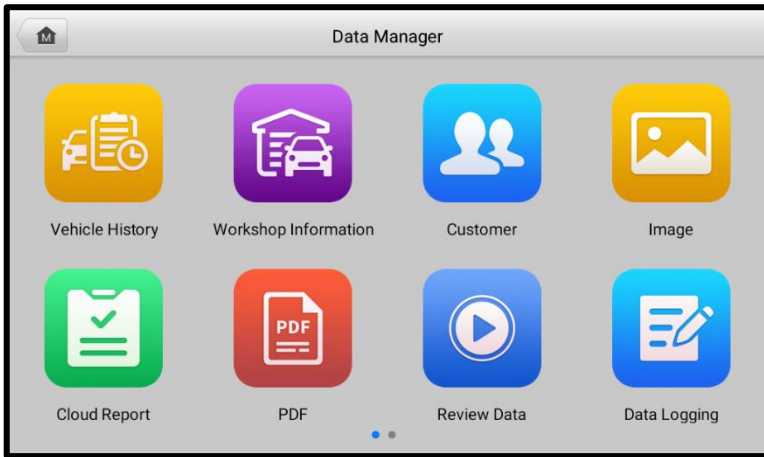 M
Data Manager
Vehicle History
Workshop Information
Customer
Image
PDF
Cloud Report
PDF
Review Data
Data Logging